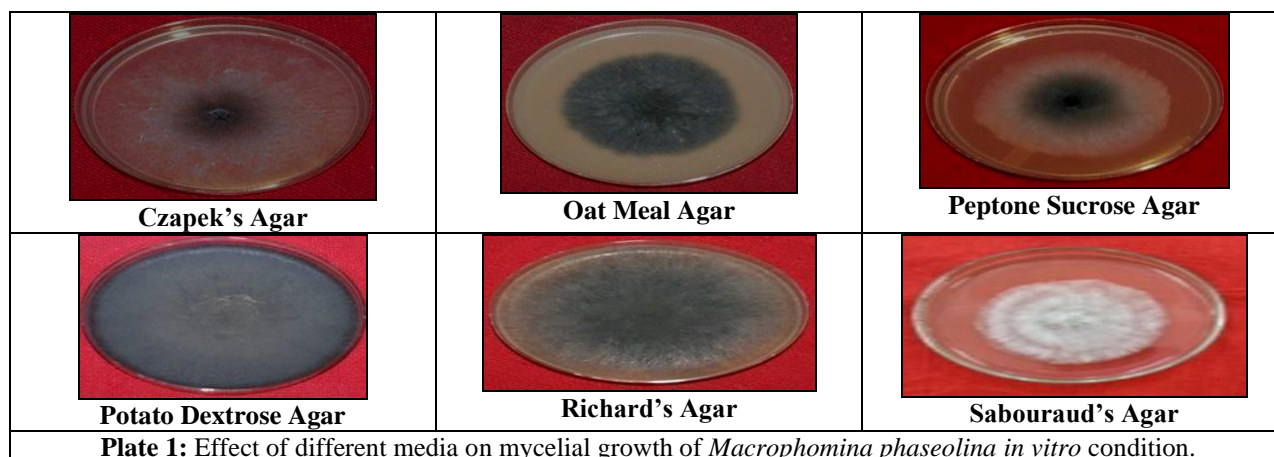 Czapek's Agar
Oat Meal Agar
Peptone Sucrose Agar
Potato Dextrose Agar
Richard's Agar
Sabouraud's Agar
Plate 1: Effect of different media on mycelial growth of Macrophomina phaseolina in vitro condition.